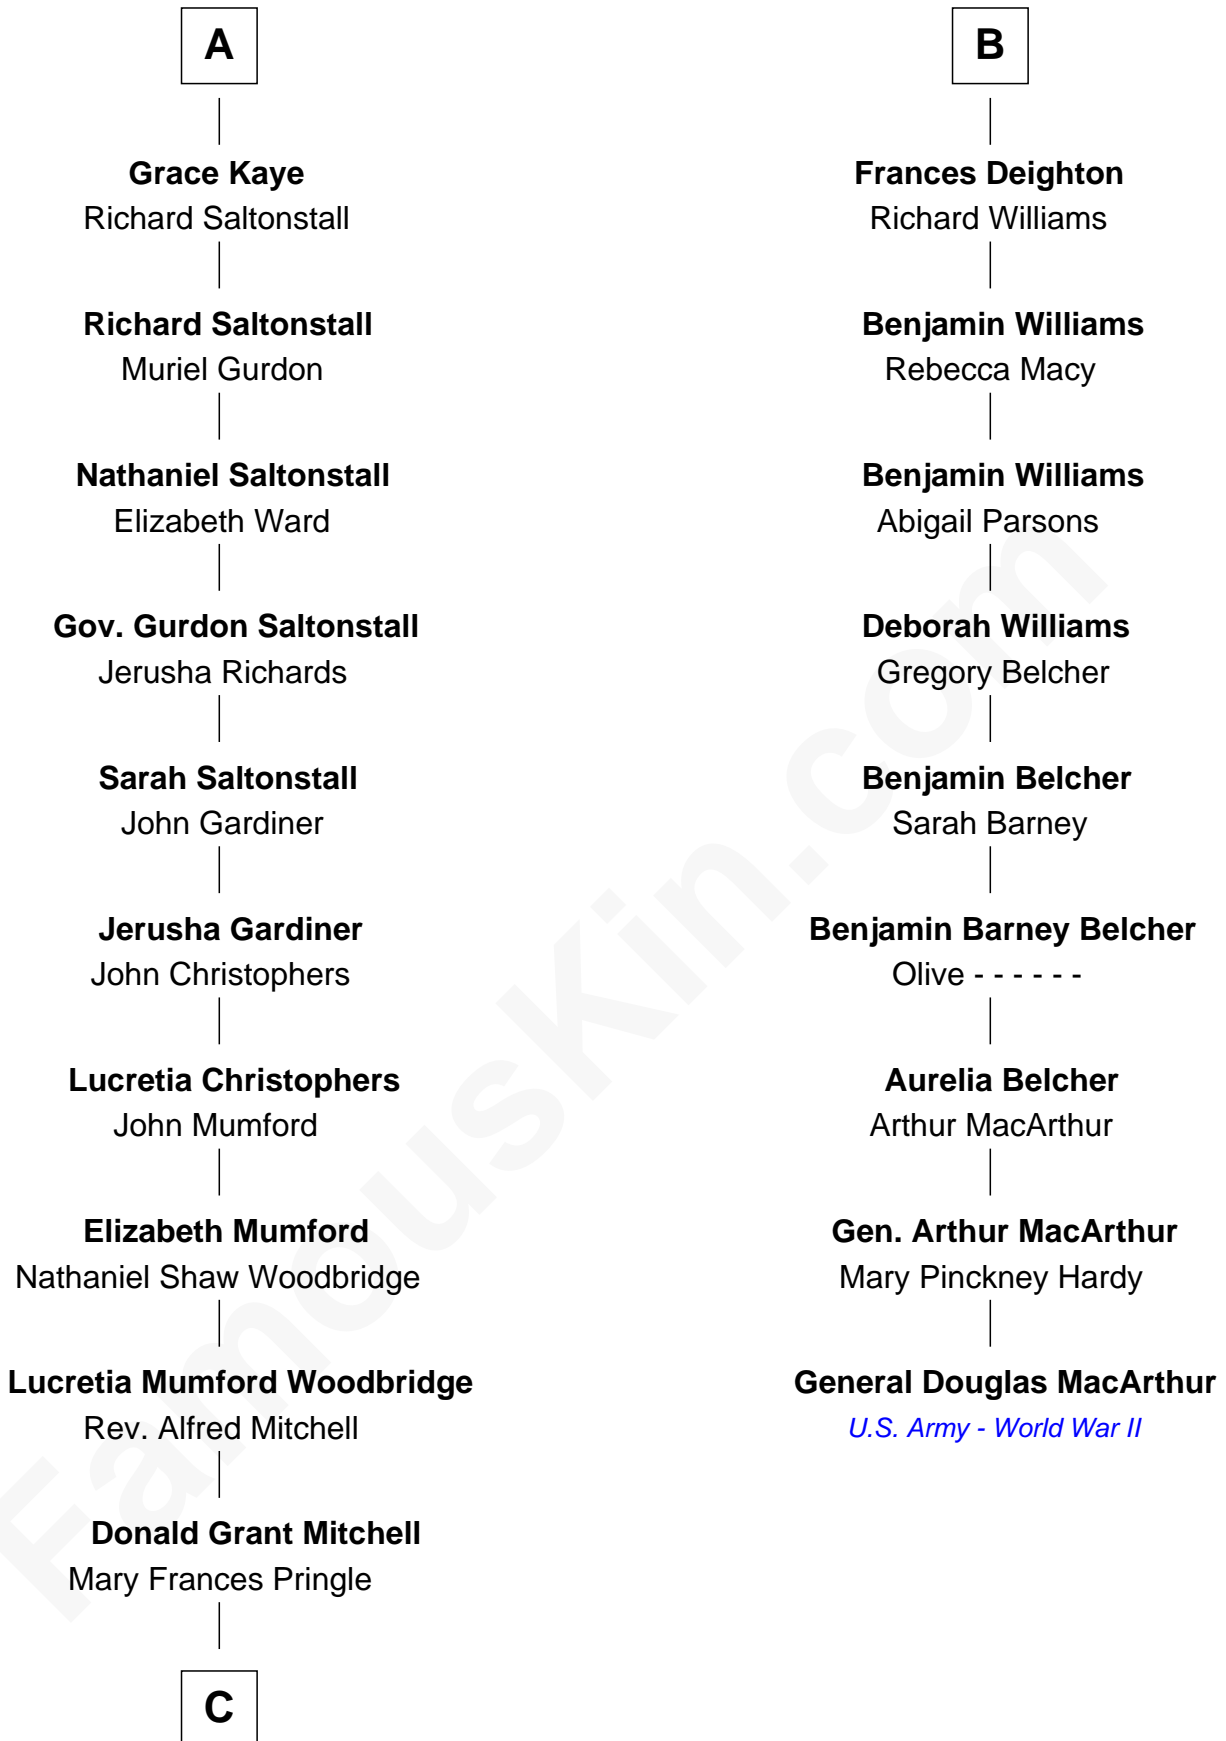 A
Grace Kaye
Richard Saltonstall
Richard Saltonstall
Muriel Gurdon
Nathaniel Saltonstall
Elizabeth Ward
Gov. Gurdon Saltonstall
Jerusha Richards
Sarah Saltonstall
John Gardiner
Jerusha Gardiner
John Christophers
Lucretia Christophers
John Mumford
Elizabeth Mumford
Nathaniel Shaw Woodbridge
Lucretia Mumford Woodbridge
Rev. Alfred Mitchell
Donald Grant Mitchell
Mary Frances Pringle
C
B
Frances Deighton
Richard Williams
Benjamin Williams
Rebecca Macy
Benjamin Williams
Abigail Parsons
Deborah Williams
Gregory Belcher
Benjamin Belcher
Sarah Barney
Benjamin Barney Belcher
Olive - - - - - -
Aurelia Belcher
Arthur MacArthur
Gen. Arthur MacArthur
Mary Pinckney Hardy
General Douglas MacArthur
U.S. Army - World War II
FamousKin.com